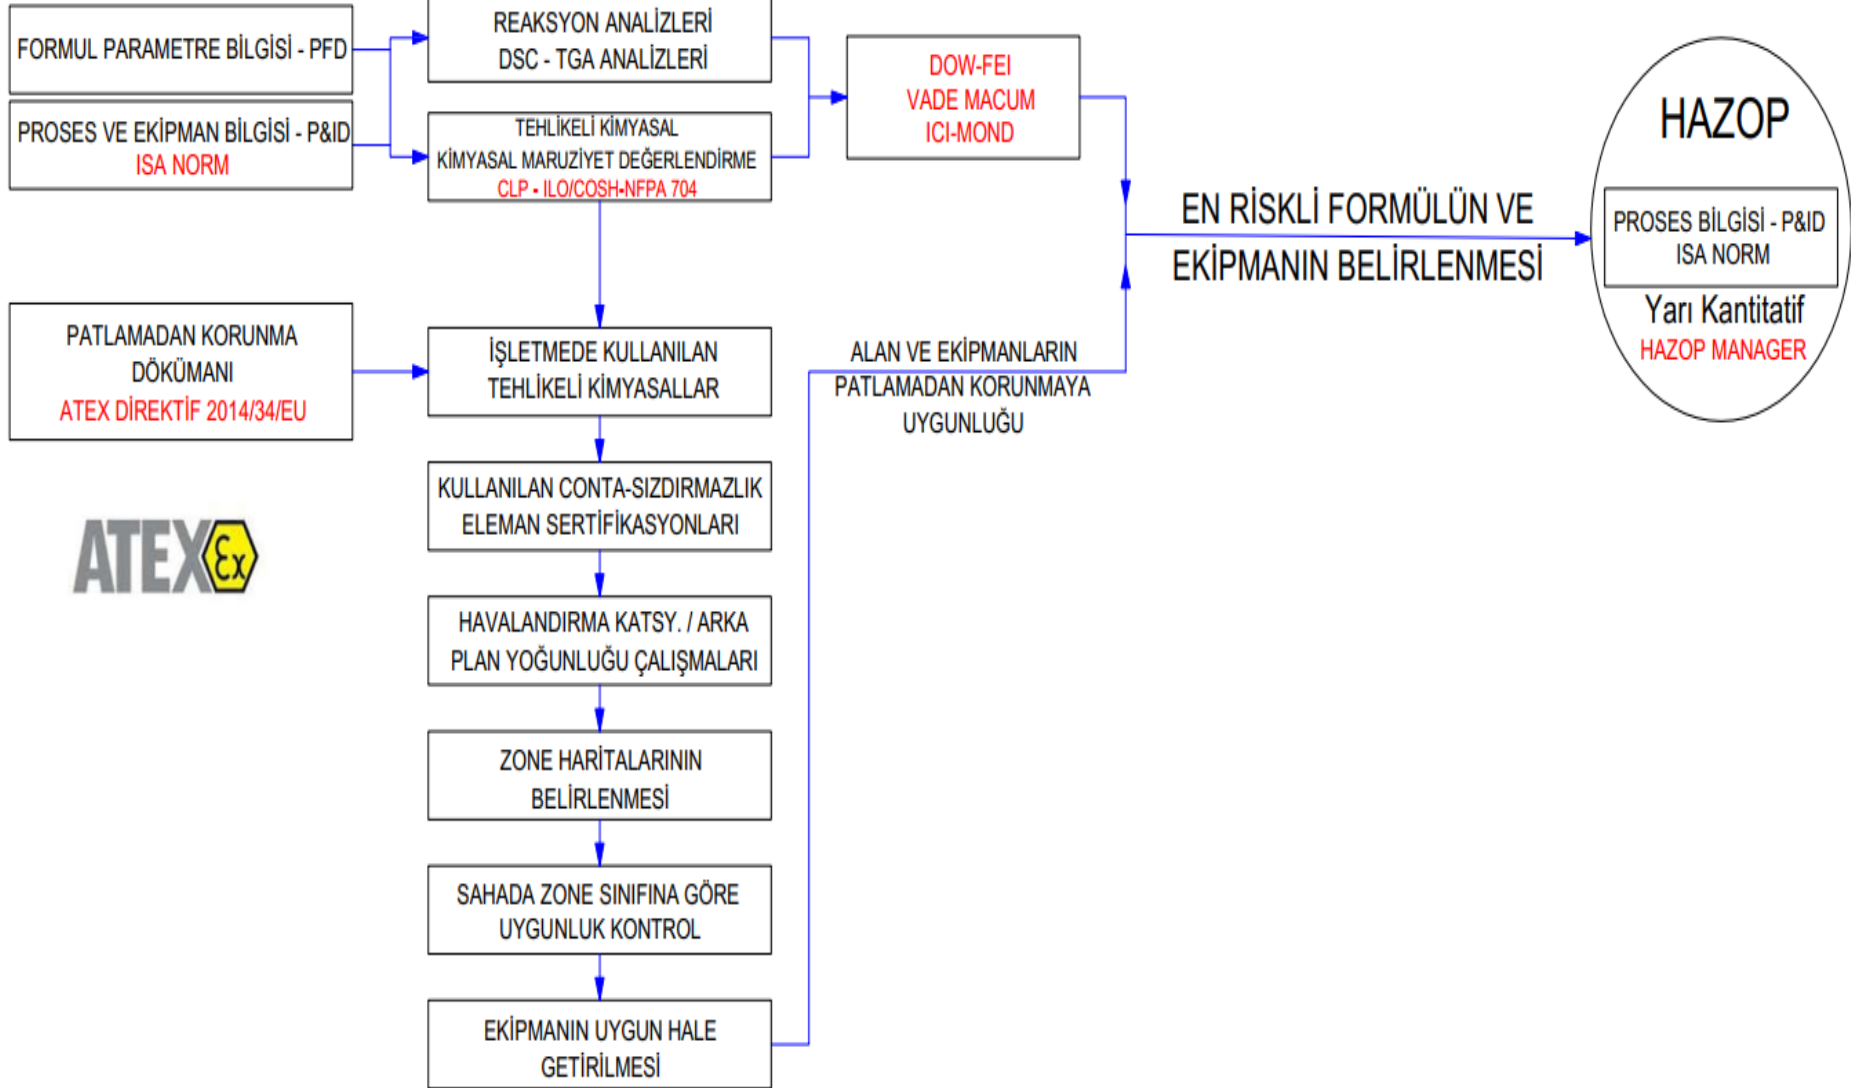 FORMUL PARAMETRE BİLGİSİ - PFD
PROSES VE EKİPMAN BİLGİSİ - P&ID
ISA NORM
REAKSYON ANALİZLERİ
DSC - TGA ANALİZLERİ
TEHLİKELİ KİMYASAL
KİMYASAL MARUZİYET DEĞERLENDİRME
CLP - ILO/COSH-NFPA 704
DOW-FEI
VADE MACUM
ICI-MOND
EN RİSKLİ FORMÜLÜN VE
EKİPMANIN BELİRLENMESİ
HAZOP
PROSES BİLGİSİ - P&ID
ISA NORM
Yarı Kantitatif
HAZOP MANAGER
PATLAMADAN KORUNMA
DÖKÜMANI
ATEX DİREKTİF 2014/34/EU
İŞLETMEDE KULLANILAN
TEHLİKELİ KİMYASALLAR
ALAN VE EKİPMANLARIN
PATLAMADAN KORUNMAYA
UYGUNLUĞU
KULLANILAN CONTA-SIZDIRMAZLIK
ELEMAN SERTİFİKASYONLARI
ATEX Ex
HAVALANDIRMA KATSY. / ARKA
PLAN YOĞUNLUĞU ÇALIŞMALARI
ZONE HARİTALARININ
BELİRLENMESİ
SAHADA ZONE SINIFINA GÖRE
UYGUNLUK KONTROL
EKİPMANIN UYGUN HALE
GETİRİLMESİ